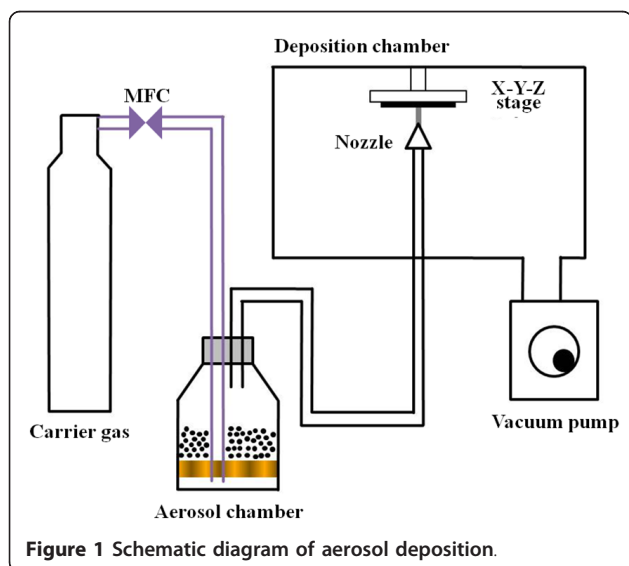 Deposition chamber
MFC
X-Y-Z
stage
Nozzle
Carrier gas
Vacuum pump
Aerosol chamber
Figure 1 Schematic diagram of aerosol deposition.